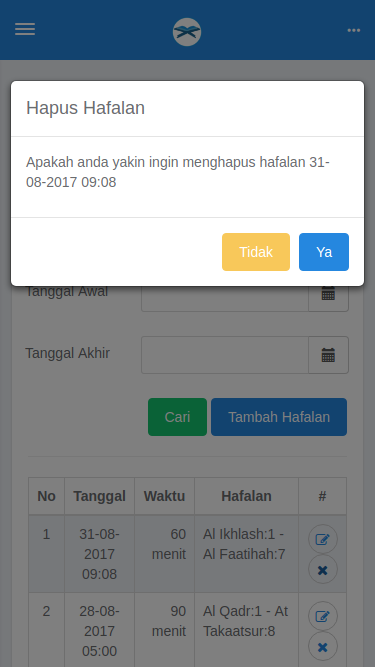 Hapus Hafalan
Apakah anda yakin ingin menghapus hafalan 31-
08-2017 09:08
Tidak Ya
Tanggal Awal
Tanggal Akhir
Cari Tambah Hafalan
No Tanggal Waktu Hafalan #
1 31-08- 60 Al Ikhlash:1 -
2017 menit Al Faatihah:7
09:08
2 28-08- 90 Al Qadr:1 - At
2017 menit Takaatsur:8
05:00